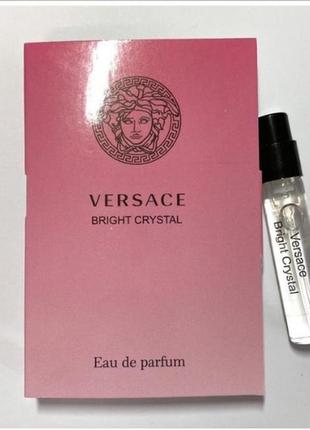 VERSACE
BRIGHT CRYSTAL
Eau de parfum
Versace
Bright Crystal